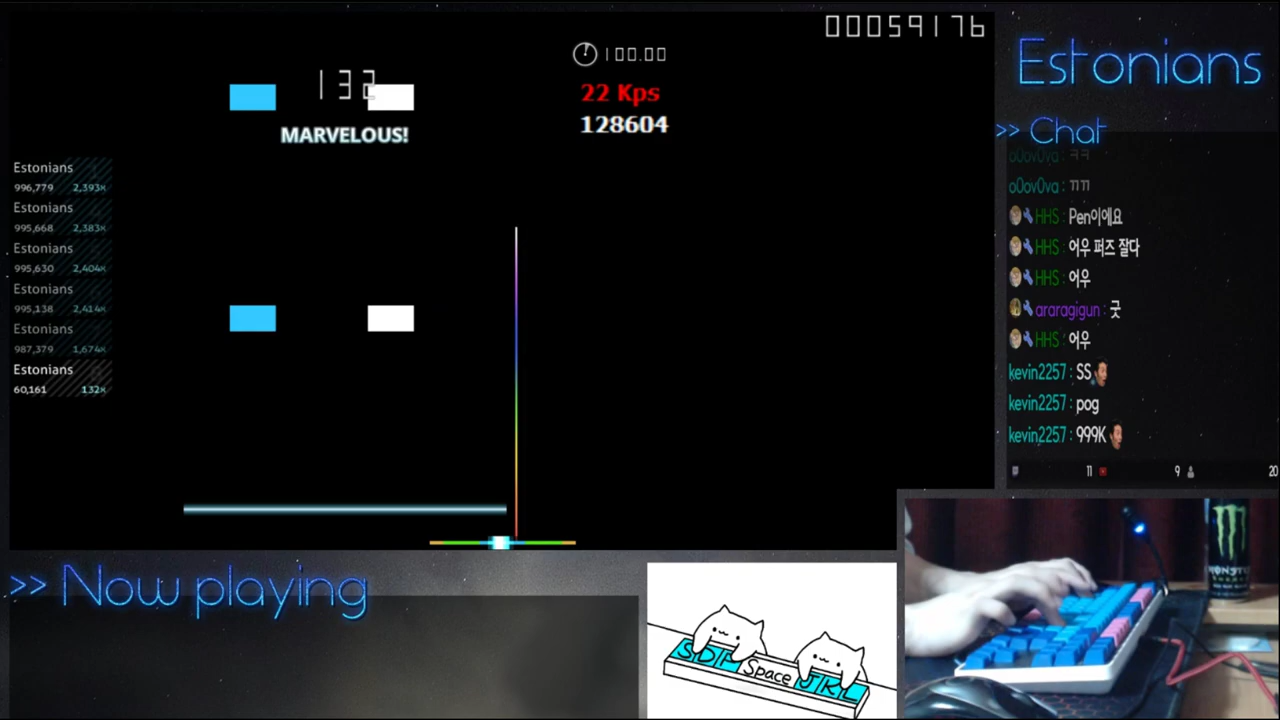 00059176
132
100.00
22 Kps
128604
MARVELOUS!
Estonians
996,779 2,393x
Estonians
995,668 2,383x
Estonians
995,630 2,404x
Estonians
995,138 2,414x
Estonians
987,379 1,674x
Estonians
60,161 132x
Estonians
>> Chat
o0ov0va : ㅋㅋ
o0ov0va : ㄲㄲ
HHS : Pen이에요
HHS : 어우 퍼즈 잘다
HHS : 어우
araragigun : 굿
HHS : 어우
kevin2257 : SS
kevin2257 : pog
kevin2257 : 999K
11 9 20
>> Now playing
S D F Space J K L
MONSTER